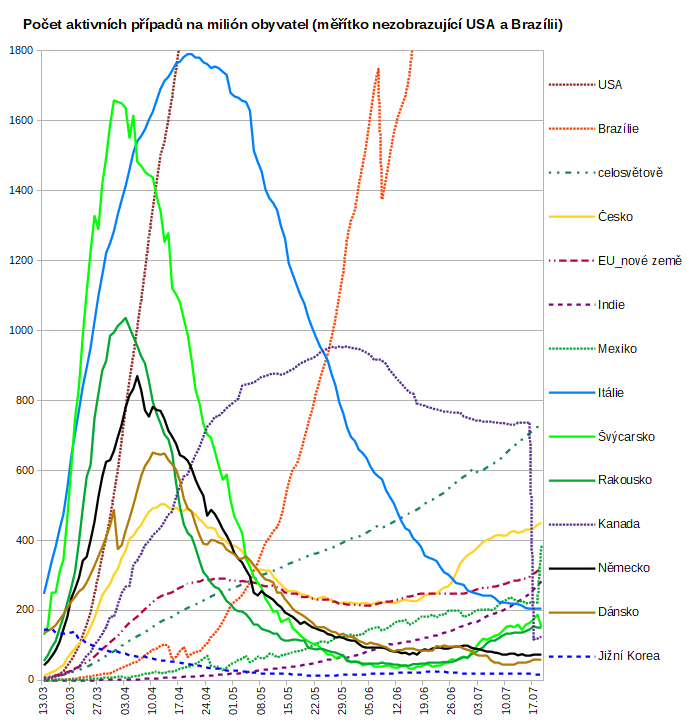 Počet aktivních případů na milión obyvatel (měřítko nezobrazující USA a Brazílii)
1800
1600
1400
1200
1000
800
600
400
200
0
13.03
20.03
27.03
03.04
10.04
17.04
24.04
01.05
08.05
15.05
22.05
29.05
05.06
12.06
19.06
26.06
03.07
10.07
17.07
USA
Brazílie
celosvětově
Česko
EU_nové země
Indie
Mexiko
Itálie
Švýcarsko
Rakousko
Kanada
Německo
Dánsko
Jižní Korea